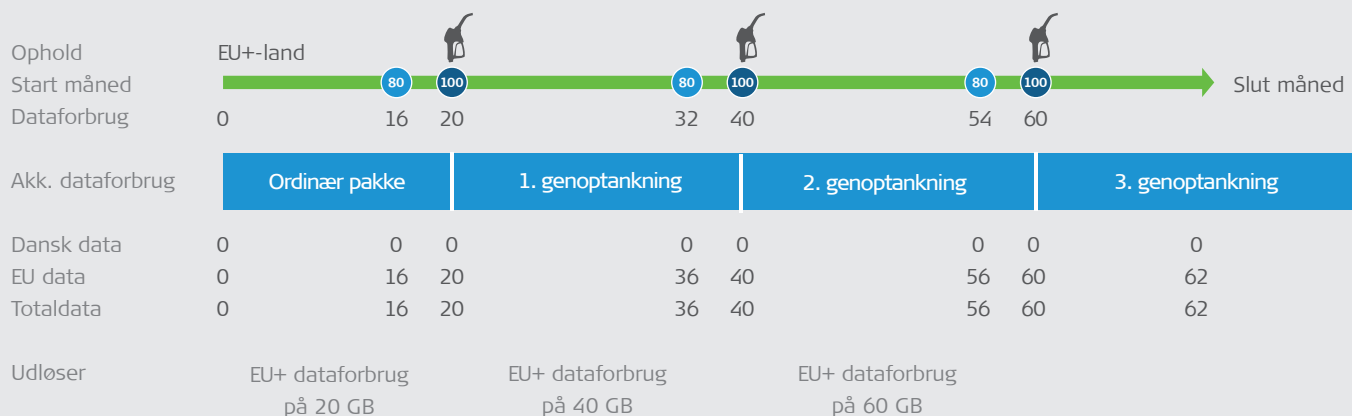 Ophold EU+-land
Start måned 80 100 80 100 80 100 Slut måned
Dataforbrug 0 16 20 32 40 54 60
Akk. dataforbrug Ordinær pakke 1. genoptankning 2. genoptankning 3. genoptankning
Dansk data 0 0 0 0 0 0 0 0
EU data 0 16 20 36 40 56 60 62
Totaldata 0 16 20 36 40 56 60 62
Udløser EU+ dataforbrug EU+ dataforbrug EU+ dataforbrug
på 20 GB på 40 GB på 60 GB